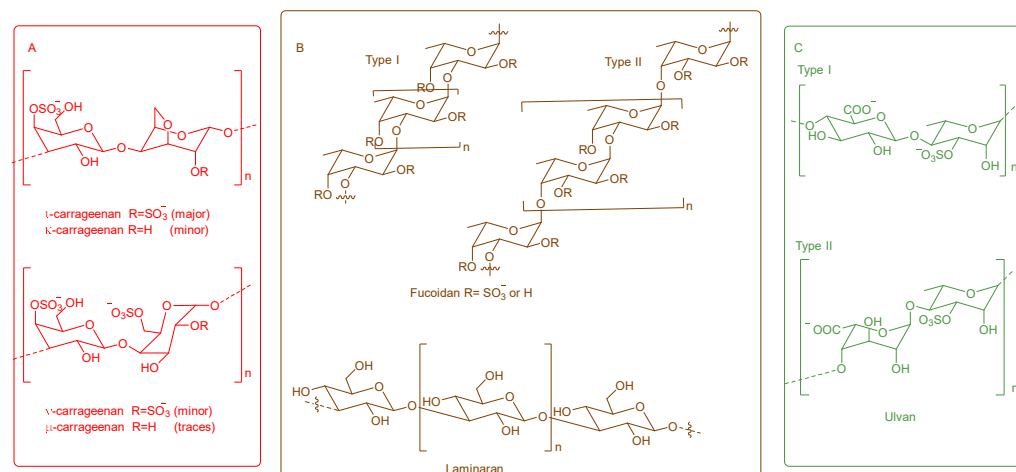 A
OSO₃⁻
OH
O
O
O
O
O
OH
OR
n
ι-carrageenan R=SO₃⁻ (major)
κ-carrageenan R=H (minor)
OSO₃⁻
OH
⁻O₃SO
O
O
O
O
OR
OH
HO
n
ν-carrageenan R=SO₃⁻ (minor)
μ-carrageenan R=H (traces)
B
Type I
O
O
OR
RO
O
O
O
OR
RO
n
O
O
OR
RO
O
Type II
O
O
OR
OR
O
O
O
OR
RO
O
O
OR
OR
n
O
O
O
OR
RO
O
Fucoidan R= SO₃⁻ or H
OH
HO
O
O
OH
OH
HO
O
O
OH
n
OH
HO
O
O
OH
Laminaran
C
Type I
COO⁻
O
HO
O
O
OH
O
O
⁻O₃SO
OH
n
Type II
⁻OOC
OH
O
O
OH
O
O
O
⁻O₃SO
OH
n
Ulvan